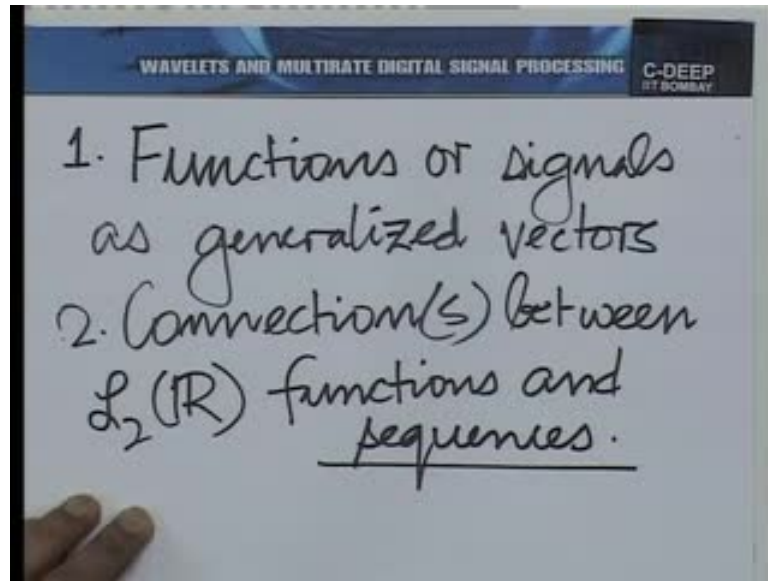 WAVELETS AND MULTIRATE DIGITAL SIGNAL PROCESSING
C-DEEP
IIT BOMBAY
1. Functions or signals
as generalized vectors
2. Connection(s) between
L₂(ℝ) functions and
sequences.